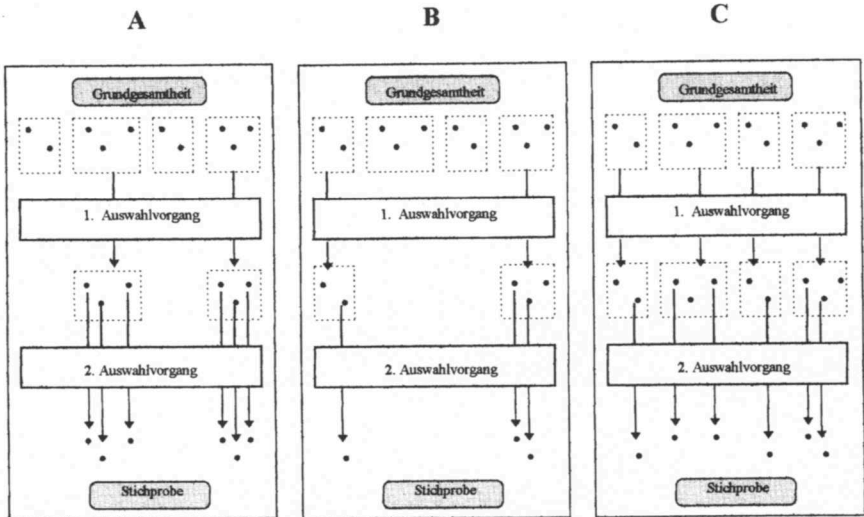 A
B
C
Grundgesamtheit
1. Auswahlvorgang
2. Auswahlvorgang
Stichprobe
Grundgesamtheit
1. Auswahlvorgang
2. Auswahlvorgang
Stichprobe
Grundgesamtheit
1. Auswahlvorgang
2. Auswahlvorgang
Stichprobe